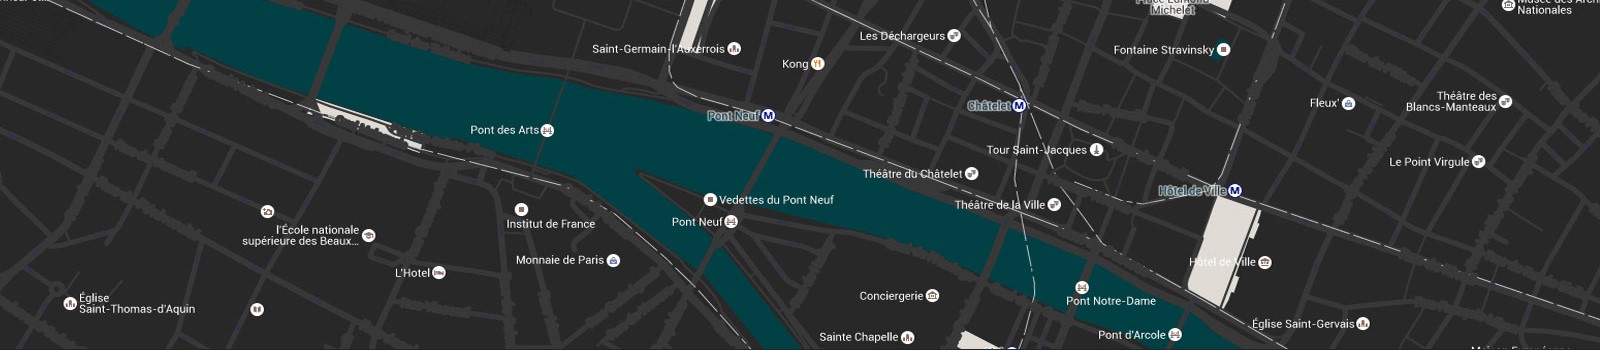 Place Edmond
Michelet
Nationales
Les Déchargeurs
Saint-Germain-l'Auxerrois
Fontaine Stravinsky
Kong
Châtelet
Fleux'
Théâtre des
Blancs-Manteaux
Pont Neuf
Pont des Arts
Tour Saint-Jacques
Le Point Virgule
Théâtre du Châtelet
Hôtel de Ville
Vedettes du Pont Neuf
Théâtre de la Ville
Institut de France
Pont Neuf
l'École nationale
supérieure des Beaux...
Monnaie de Paris
Hôtel de Ville
L'Hotel
Conciergerie
Pont Notre-Dame
Église
Saint-Thomas-d'Aquin
Église Saint-Gervais
Sainte Chapelle
Pont d'Arcole